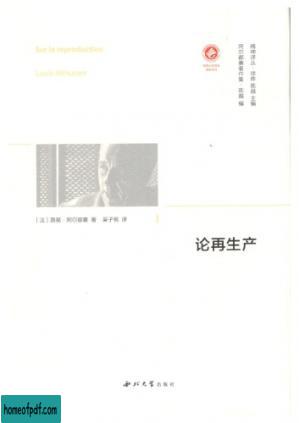 Sur la reproduction
Louis Althusser
精神译丛·徐晔 陈越 主编
阿尔都塞著作集·陈越 编
〔法〕路易·阿尔都塞 著 吴子枫 译
论再生产
西北大学出版社
homeofpdf.com